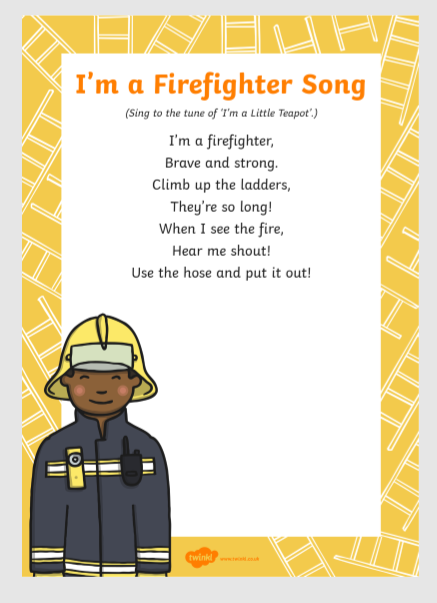 I'm a Firefighter Song
(Sing to the tune of 'I'm a Little Teapot'.)
I'm a firefighter,
Brave and strong.
Climb up the ladders,
They're so long!
When I see the fire,
Hear me shout!
Use the hose and put it out!
twinkl
www.twinkl.co.uk